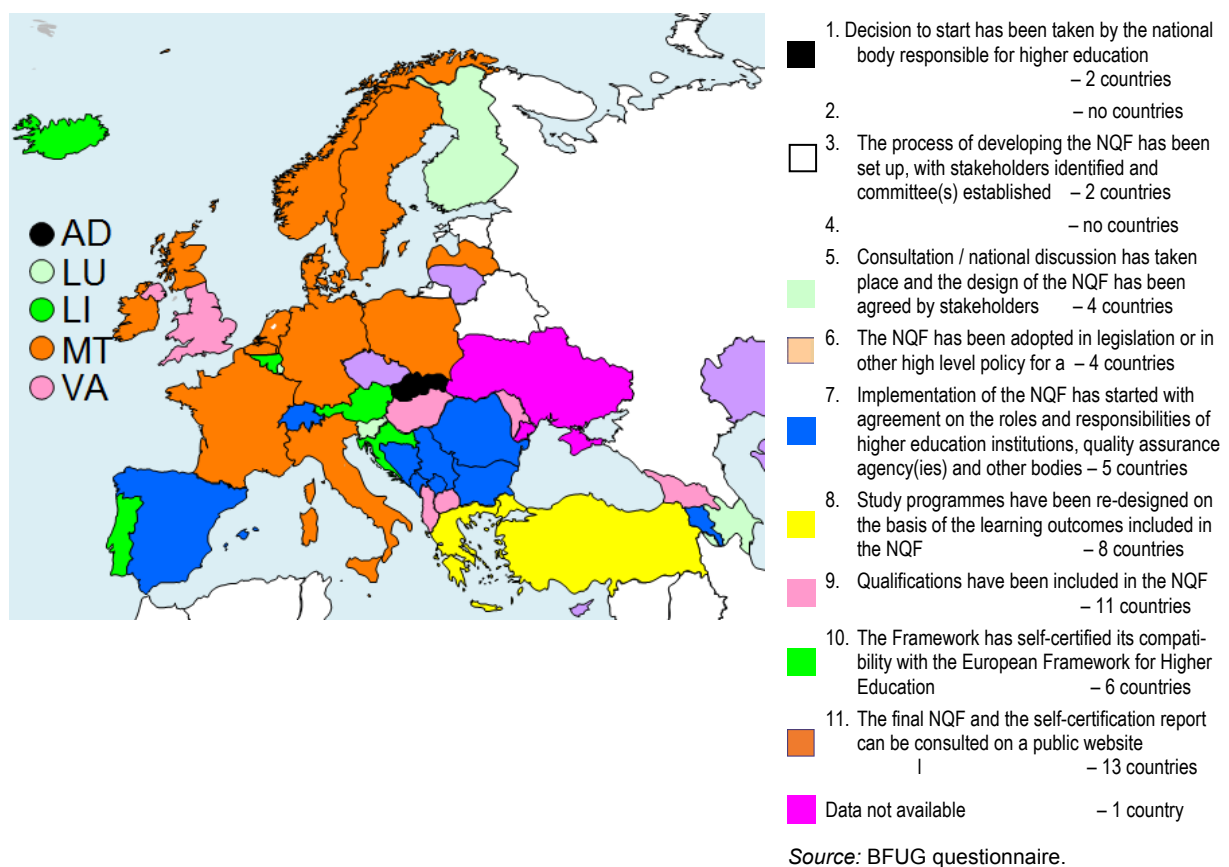 AD
LU
LI
MT
VA
1. Decision to start has been taken by the national
body responsible for higher education
– 2 countries
2. – no countries
3. The process of developing the NQF has been
set up, with stakeholders identified and
committee(s) established – 2 countries
4. – no countries
5. Consultation / national discussion has taken
place and the design of the NQF has been
agreed by stakeholders – 4 countries
6. The NQF has been adopted in legislation or in
other high level policy for a – 4 countries
7. Implementation of the NQF has started with
agreement on the roles and responsibilities of
higher education institutions, quality assurance
agency(ies) and other bodies – 5 countries
8. Study programmes have been re-designed on
the basis of the learning outcomes included in
the NQF – 8 countries
9. Qualifications have been included in the NQF
– 11 countries
10. The Framework has self-certified its compati-
bility with the European Framework for Higher
Education – 6 countries
11. The final NQF and the self-certification report
can be consulted on a public website
l – 13 countries
Data not available – 1 country
Source: BFUG questionnaire.